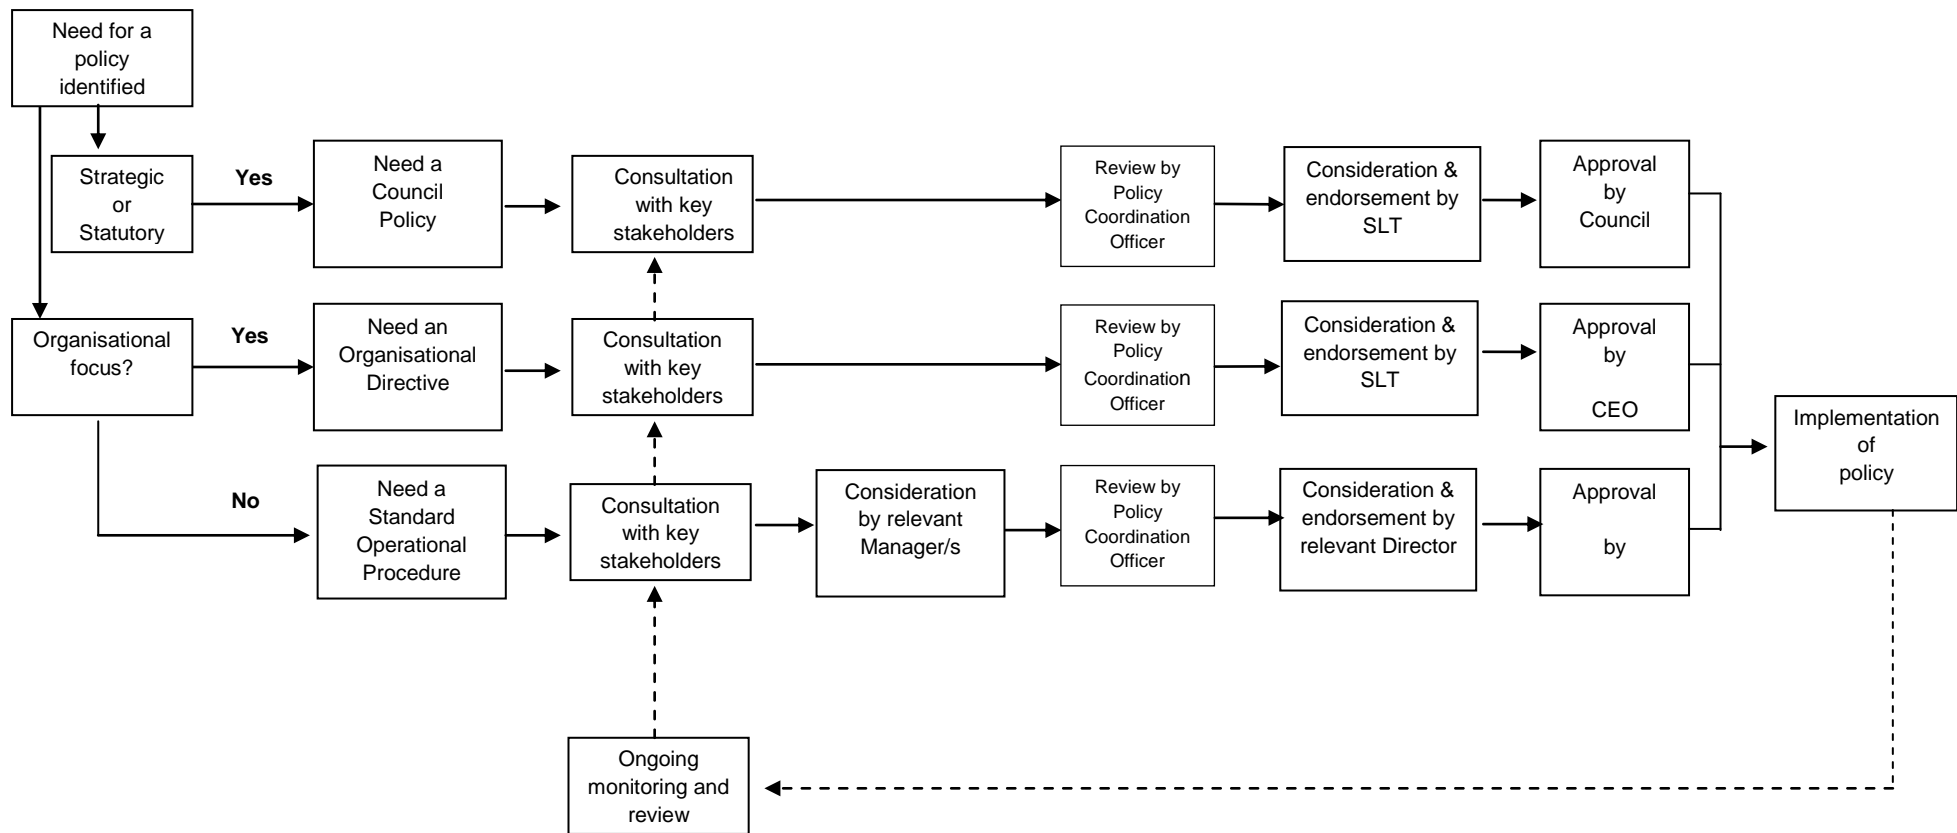 Need for a
policy
identified
Strategic
or
Statutory
Yes
Need a
Council
Policy
Consultation
with key
stakeholders
Review by
Policy
Coordination
Officer
Consideration &
endorsement by
SLT
Approval
by
Council
Organisational
focus?
Yes
Need an
Organisational
Directive
Consultation
with key
stakeholders
Review by
Policy
Coordination
Officer
Consideration &
endorsement by
SLT
Approval
by
CEO
No
Need a
Standard
Operational
Procedure
Consultation
with key
stakeholders
Consideration
by relevant
Manager/s
Review by
Policy
Coordination
Officer
Consideration &
endorsement by
relevant Director
Approval
by
Implementation
of
policy
Ongoing
monitoring and
review